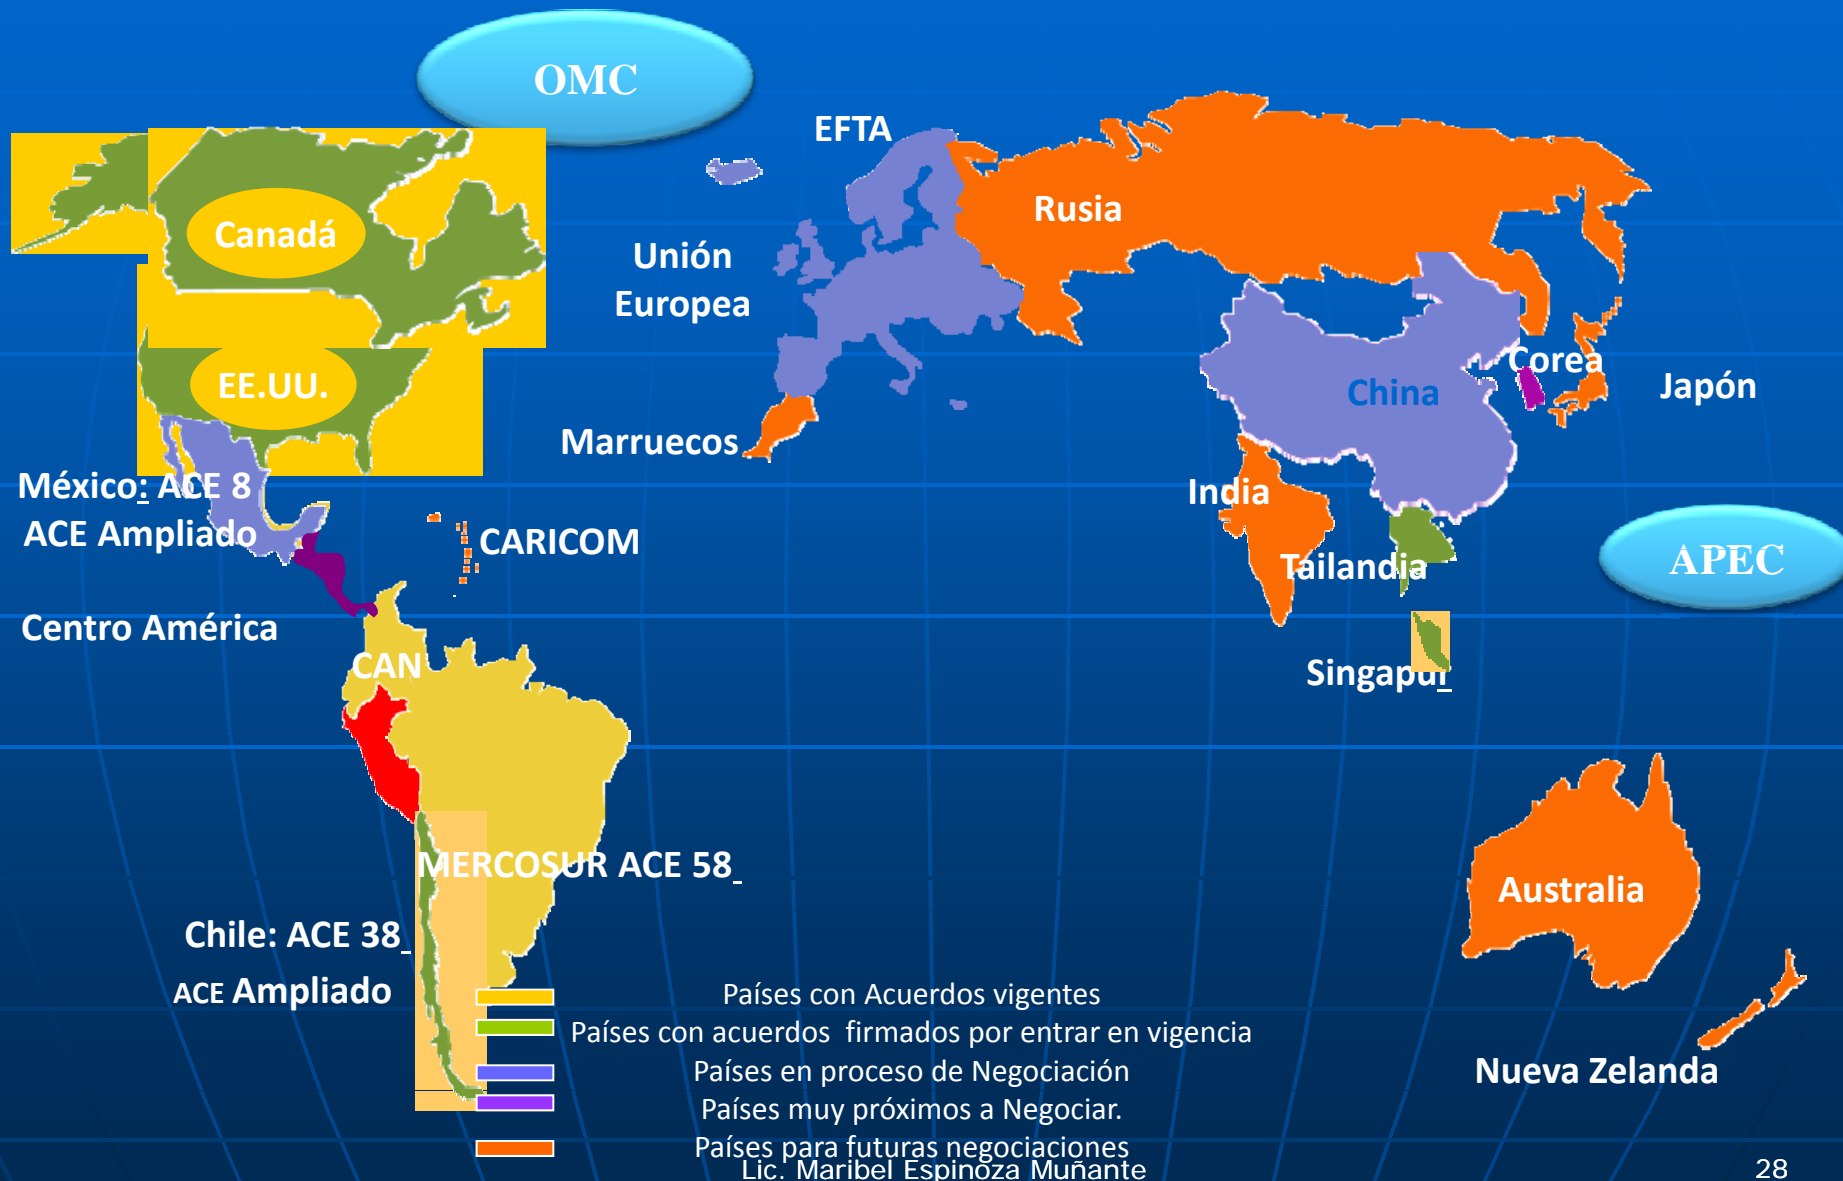 OMC
EFTA
Rusia
Canadá
Unión
Europea
EE.UU.
Corea
China
Japón
Marruecos
México: ACE 8
ACE Ampliado
India
CARICOM
Tailandia
APEC
Centro América
CAN
Singapur
MERCOSUR ACE 58
Australia
Chile: ACE 38
ACE Ampliado
Países con Acuerdos vigentes
Países con acuerdos firmados por entrar en vigencia
Países en proceso de Negociación
Nueva Zelanda
Países muy próximos a Negociar.
Países para futuras negociaciones
Lic. Maribel Espinoza Muñante
28